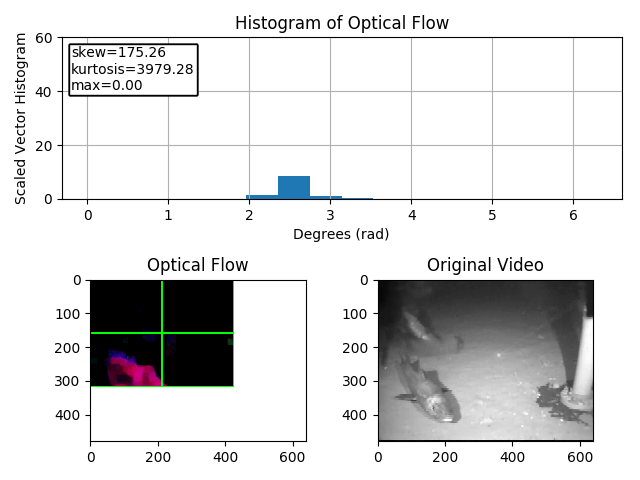 Histogram of Optical Flow
Scaled Vector Histogram
60
40
20
0
skew=175.26
kurtosis=3979.28
max=0.00
0 1 2 3 4 5 6
Degrees (rad)
Optical Flow
0
100
200
300
400
0 200 400 600
Original Video
0
100
200
300
400
0 200 400 600